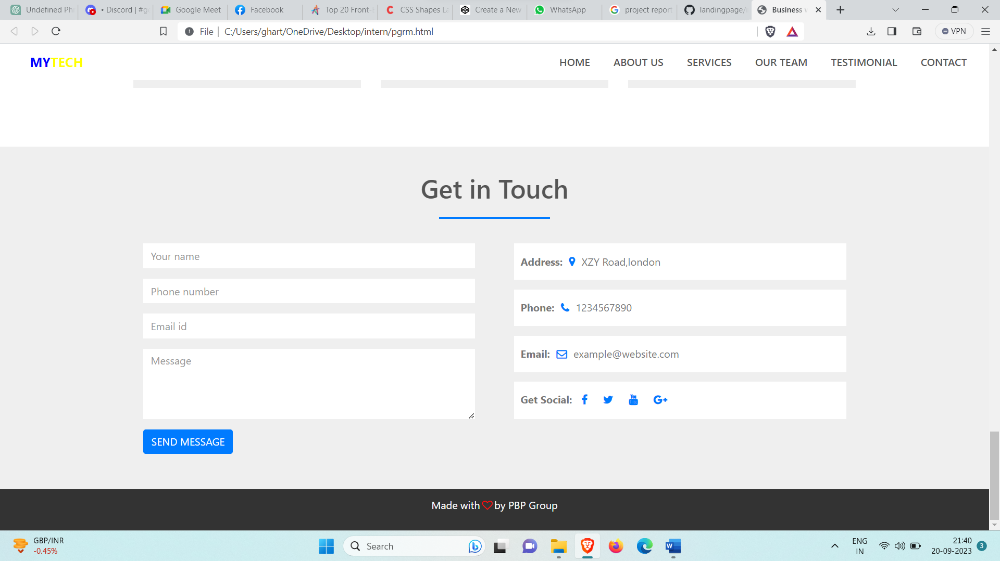 Undefined Ph
• Discord | #g
Google Meet
Facebook
Top 20 Front-E
CSS Shapes La
Create a New
WhatsApp
project report
landingpage/i
Business w
File
C:/Users/ghart/OneDrive/Desktop/intern/pgrm.html
VPN
MYTECH
HOME
ABOUT US
SERVICES
OUR TEAM
TESTIMONIAL
CONTACT
Get in Touch
Your name
Phone number
Email id
Message
SEND MESSAGE
Address: XZY Road,london
Phone: 1234567890
Email: example@website.com
Get Social:
Made with by PBP Group
GBP/INR
-0.45%
Search
ENG
IN
21:40
20-09-2023
3